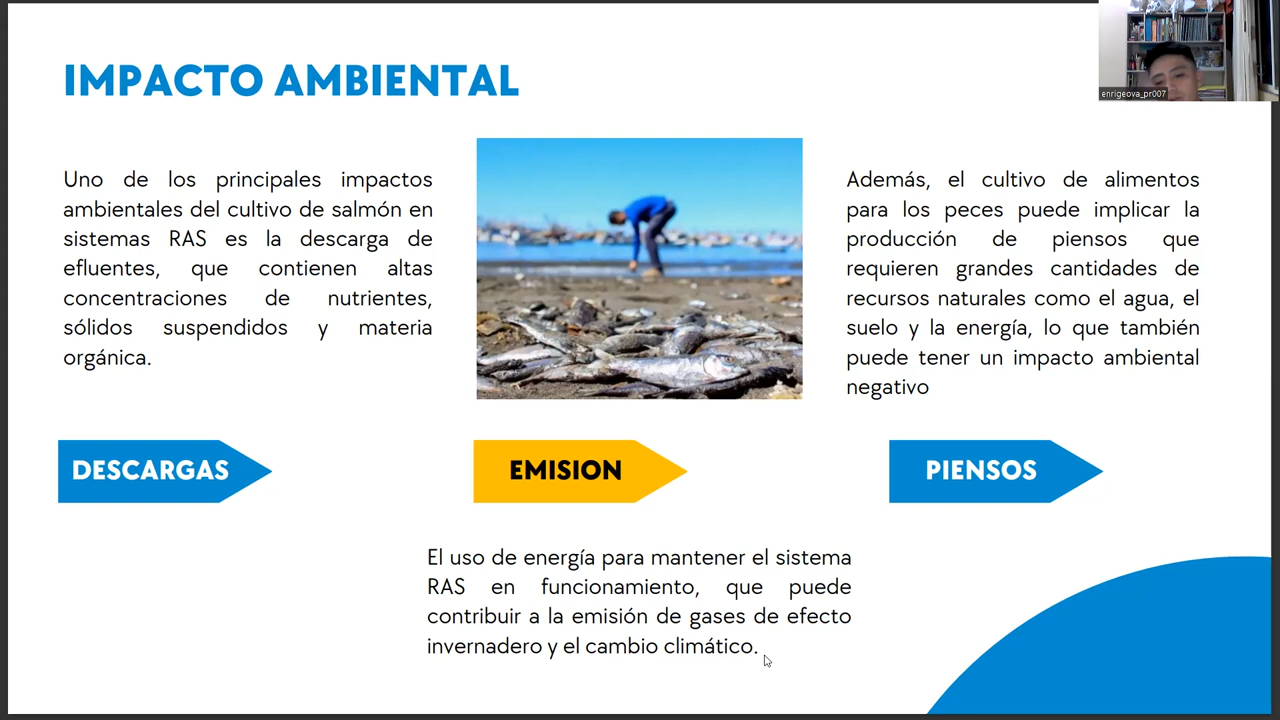 IMPACTO AMBIENTAL
enrigeova_pr007
Uno de los principales impactos
ambientales del cultivo de salmón en
sistemas RAS es la descarga de
efluentes, que contienen altas
concentraciones de nutrientes,
sólidos suspendidos y materia
orgánica.
Además, el cultivo de alimentos
para los peces puede implicar la
producción de piensos que
requieren grandes cantidades de
recursos naturales como el agua, el
suelo y la energía, lo que también
puede tener un impacto ambiental
negativo
DESCARGAS
EMISION
PIENSOS
El uso de energía para mantener el sistema
RAS en funcionamiento, que puede
contribuir a la emisión de gases de efecto
invernadero y el cambio climático.